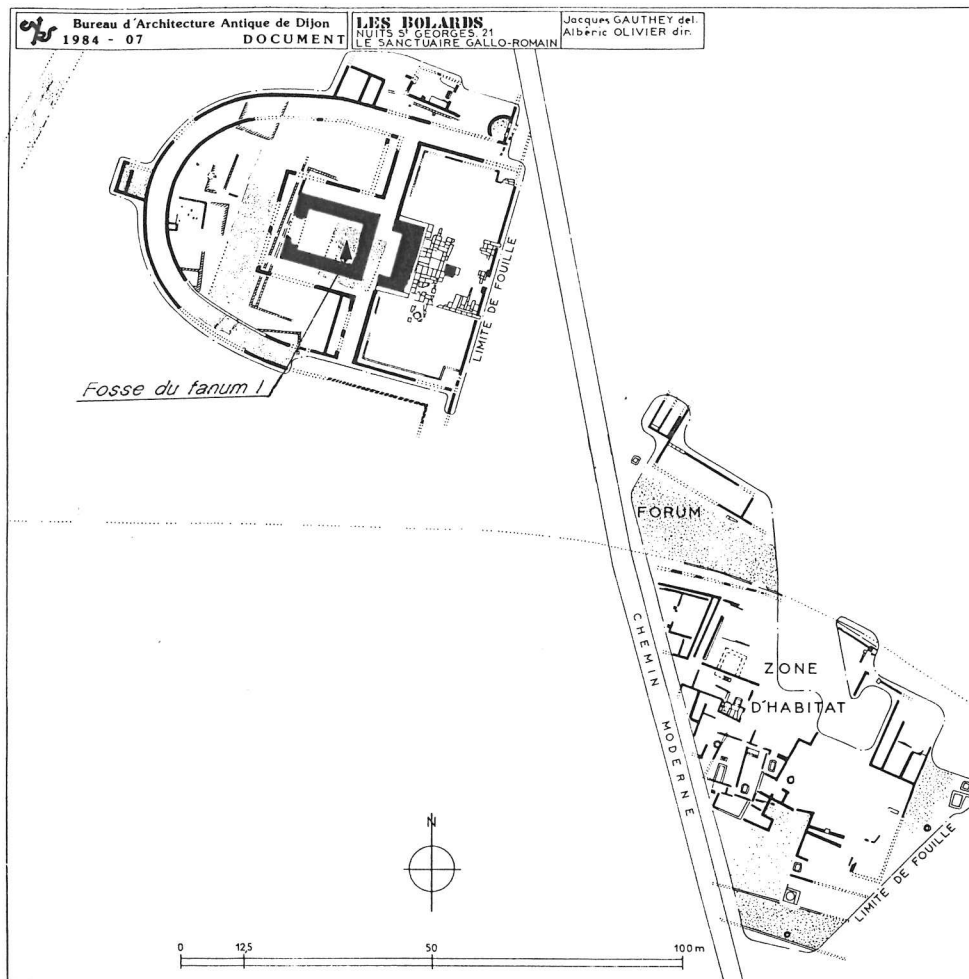 Bureau d'Architecture Antique de Dijon
1984 - 07 DOCUMENT
LES BOLARDS
NUITS Sᵗ GEORGES. 21
LE SANCTUAIRE GALLO-ROMAIN
Jacques GAUTHEY del.
Albéric OLIVIER dir.
LIMITE DE FOUILLE
Fosse du fanum I
FORUM
CHEMIN MODERNE
ZONE
D'HABITAT
LIMITE DE FOUILLE
N
0 12,5 50 100 m